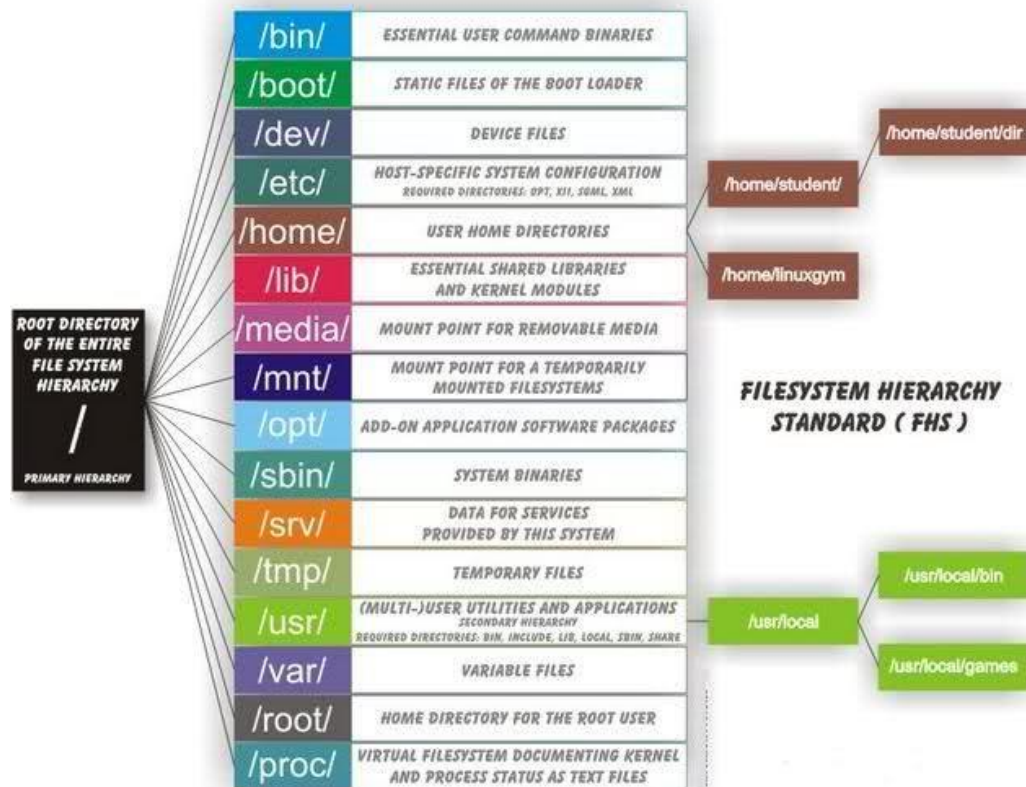 ROOT DIRECTORY
OF THE ENTIRE
FILE SYSTEM
HIERARCHY
/
PRIMARY HIERARCHY
/bin/
ESSENTIAL USER COMMAND BINARIES
/boot/
STATIC FILES OF THE BOOT LOADER
/dev/
DEVICE FILES
/etc/
HOST-SPECIFIC SYSTEM CONFIGURATION
REQUIRED DIRECTORIES: OPT, XII, SGML, XML
/home/
USER HOME DIRECTORIES
/lib/
ESSENTIAL SHARED LIBRARIES
AND KERNEL MODULES
/media/
MOUNT POINT FOR REMOVABLE MEDIA
/mnt/
MOUNT POINT FOR A TEMPORARILY
MOUNTED FILESYSTEMS
/opt/
ADD-ON APPLICATION SOFTWARE PACKAGES
/sbin/
SYSTEM BINARIES
/srv/
DATA FOR SERVICES
PROVIDED BY THIS SYSTEM
/tmp/
TEMPORARY FILES
/usr/
(MULTI-)USER UTILITIES AND APPLICATIONS
SECONDARY HIERARCHY
REQUIRED DIRECTORIES: BIN, INCLUDE, LIB, LOCAL, SBIN, SHARE
/var/
VARIABLE FILES
/root/
HOME DIRECTORY FOR THE ROOT USER
/proc/
VIRTUAL FILESYSTEM DOCUMENTING KERNEL
AND PROCESS STATUS AS TEXT FILES
/home/student/
/home/student/dir
/home/linuxgym
FILESYSTEM HIERARCHY
STANDARD ( FHS )
/usr/local
/usr/local/bin
/usr/local/games